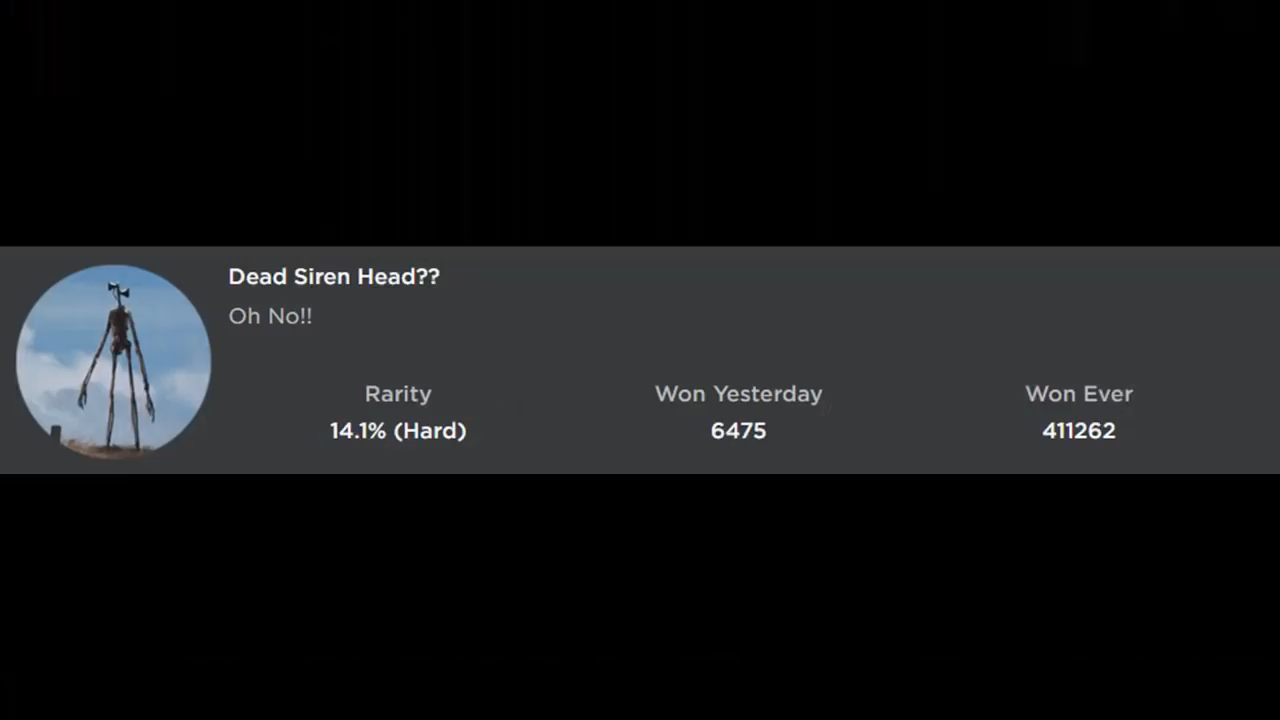 Dead Siren Head??
Oh No!!
Rarity Won Yesterday Won Ever
14.1% (Hard) 6475 411262